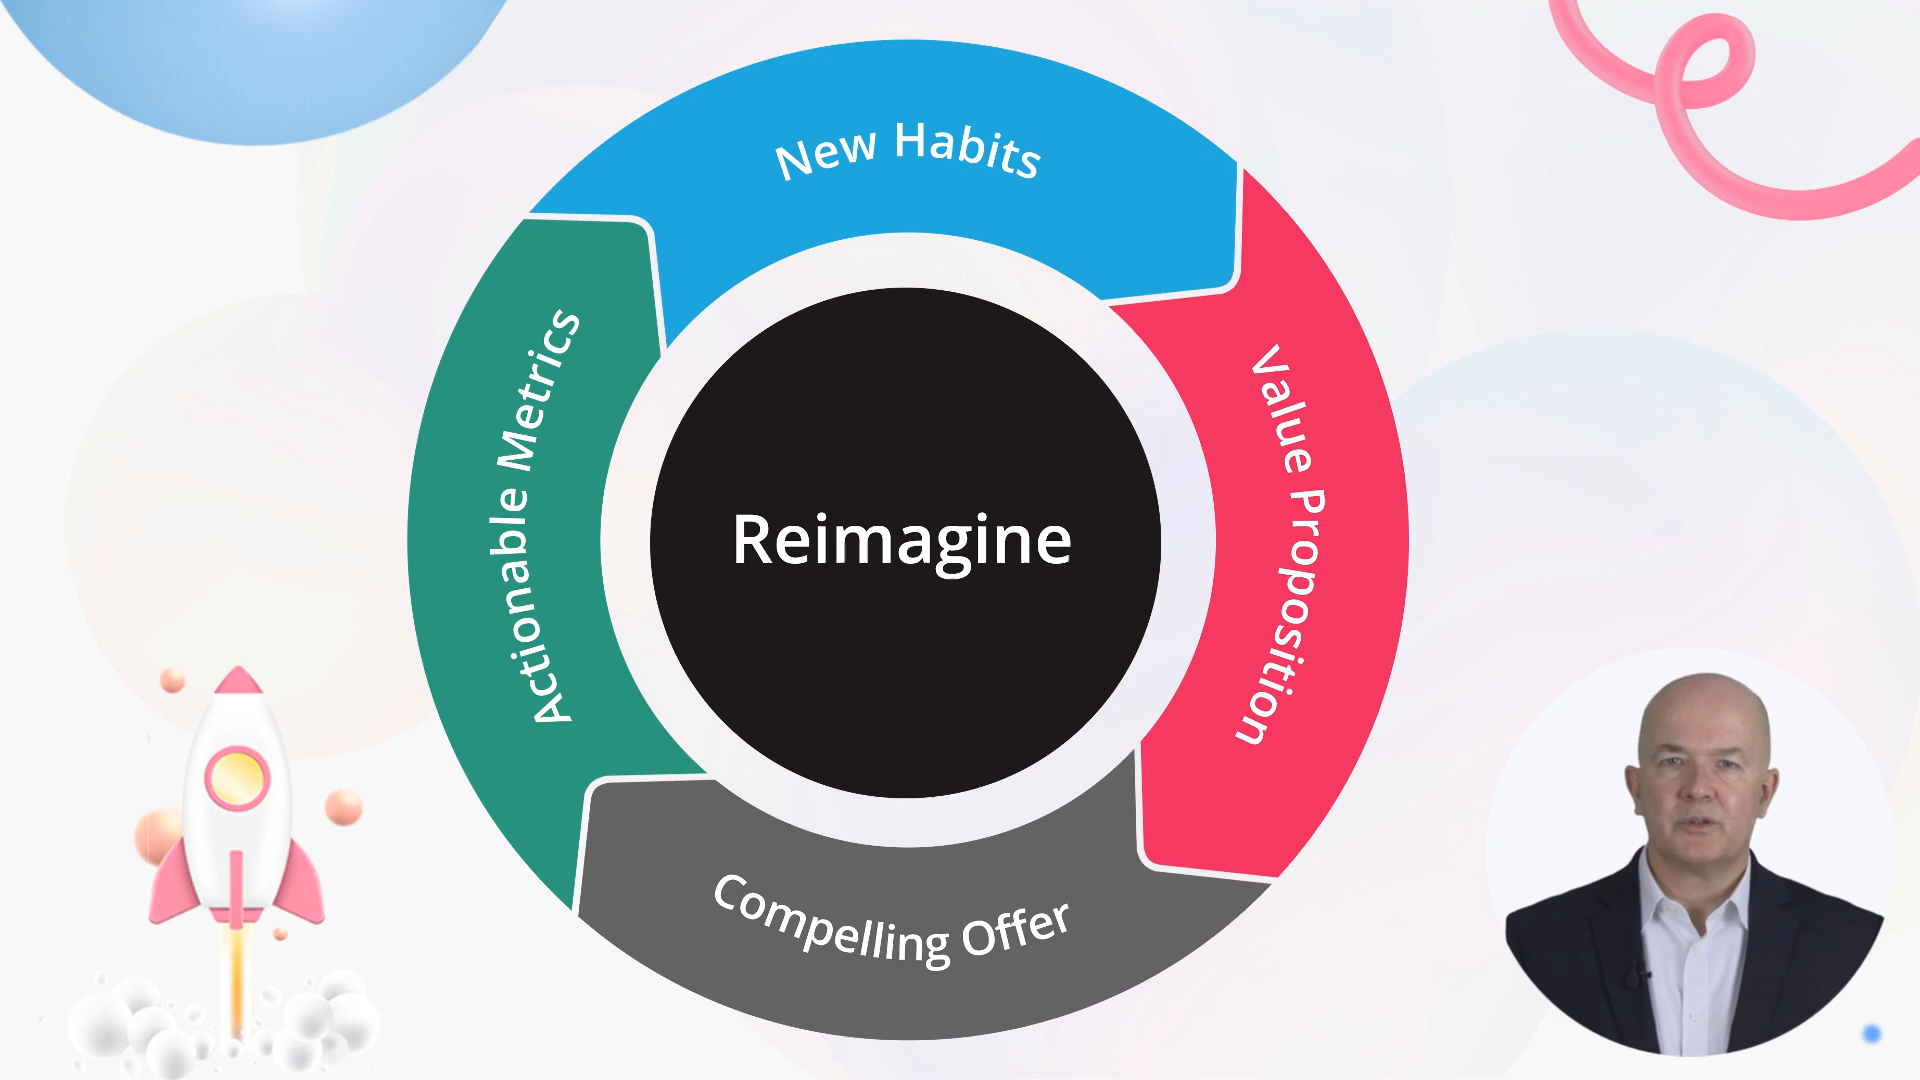 New Habits
Value Proposition
Compelling Offer
Actionable Metrics
Reimagine